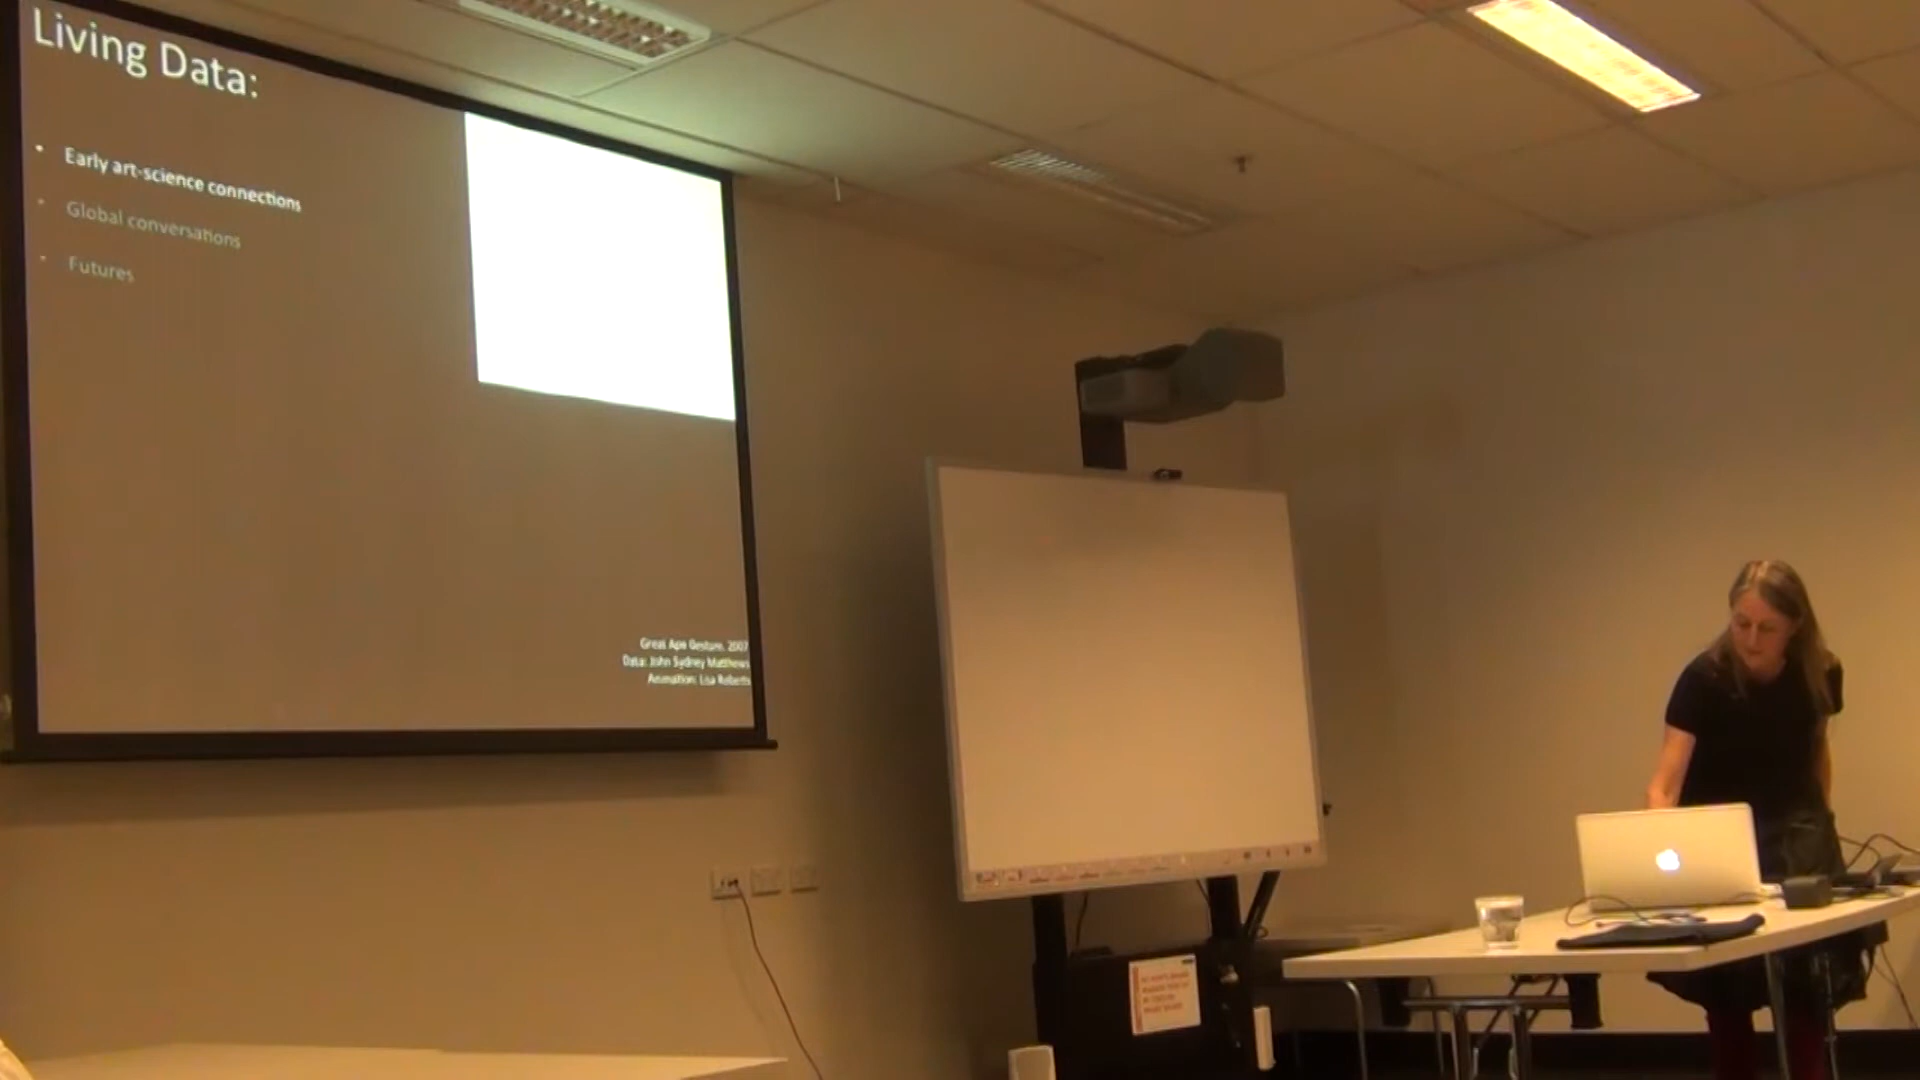 Living Data:
• Early art-science connections
• Global conversations
• Futures
Great Ape Gesture, 2007
Data: John Sydney Matthews
Animation: Lisa Roberts